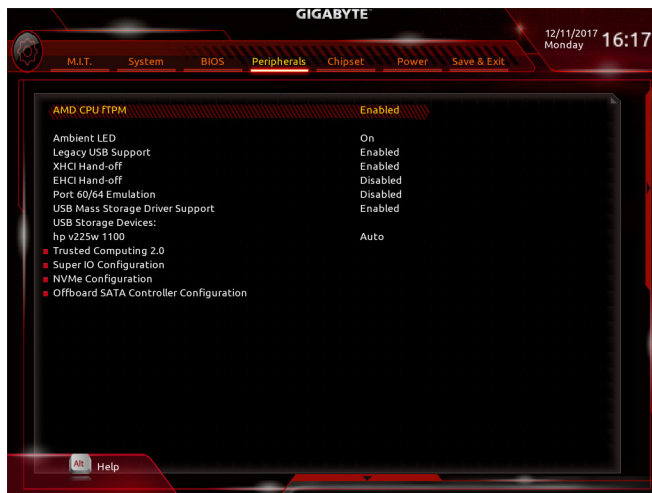 GIGABYTE
12/11/2017
Monday
16:17
M.I.T. System BIOS Peripherals Chipset Power Save & Exit
AMD CPU fTPM Enabled
Ambient LED On
Legacy USB Support Enabled
XHCI Hand-off Enabled
EHCI Hand-off Disabled
Port 60/64 Emulation Disabled
USB Mass Storage Driver Support Enabled
USB Storage Devices:
hp v225w 1100 Auto
Trusted Computing 2.0
Super IO Configuration
NVMe Configuration
Offboard SATA Controller Configuration
Alt Help